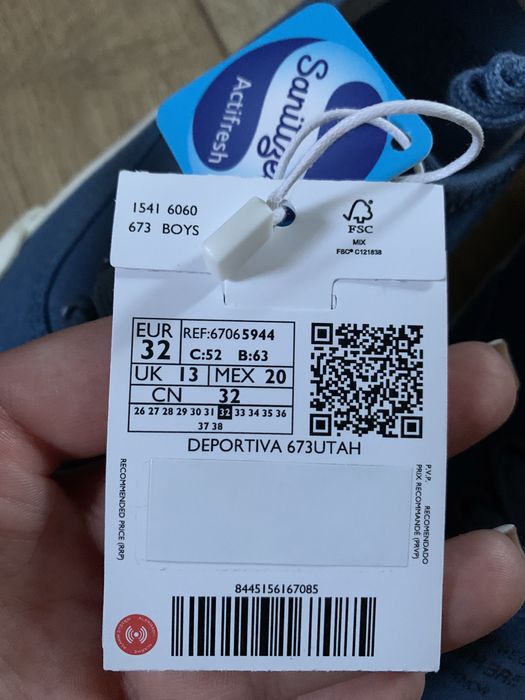 Sanitized
Actifresh
1541 6060
673 BOYS
FSC
MIX
FSC® C121838
EUR
32
REF:67065944
C:52 B:63
UK 13 MEX 20
CN 32
26 27 28 29 30 31 32 33 34 35 36
37 38
DEPORTIVA 673UTAH
RECOMMENDED PRICE (RRP)
P.V.P. RECOMENDADO
PRIX RECOMMANDÉ (PRVP)
8445156167085